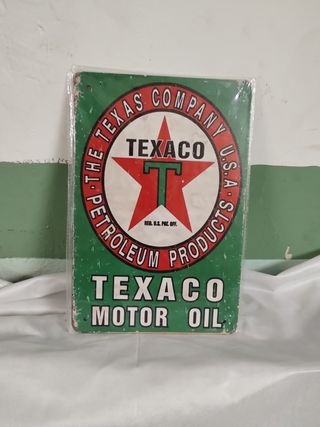 · THE TEXAS COMPANY U.S.A ·
TEXACO
T
REG. U.S. PAT. OFF.
PETROLEUM PRODUCTS
TEXACO
MOTOR OIL